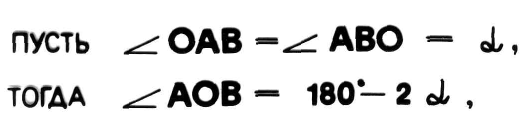 ПУСТЬ ∠ OAB = ∠ ABO = α,
ТОГДА ∠ AOB = 180° − 2 α,